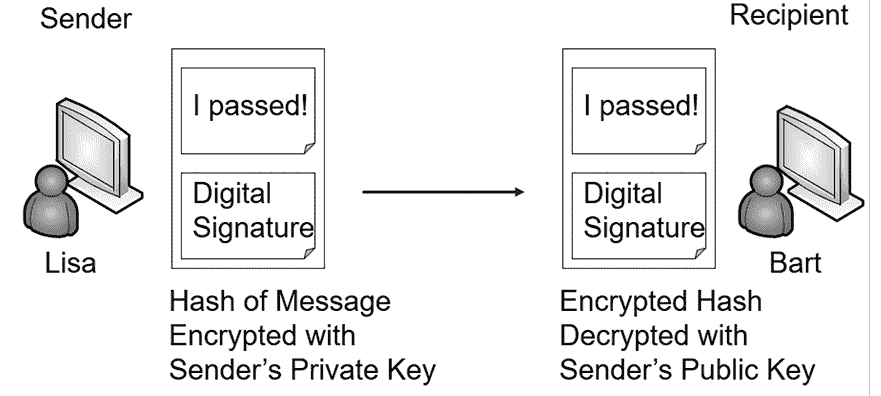 Sender
Recipient
I passed!
I passed!
Digital
Signature
Digital
Signature
Lisa
Bart
Hash of Message
Encrypted with
Sender's Private Key
Encrypted Hash
Decrypted with
Sender's Public Key